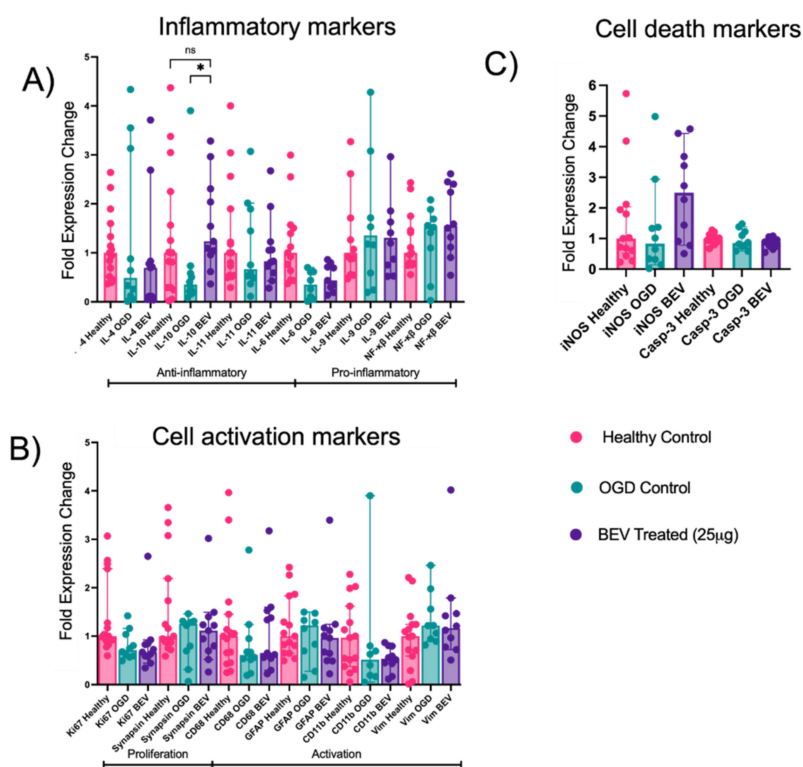 Inflammatory markers
A)
Fold Expression Change
5
4
3
2
1
0
ns
*
-4 Healthy
IL-4 OGD
IL-4 BEV
IL-10 Healthy
IL-10 OGD
IL-10 BEV
IL-11 Healthy
IL-11 OGD
IL-11 BEV
IL-6 Healthy
IL-6 OGD
IL-6 BEV
IL-9 Healthy
IL-9 OGD
IL-9 BEV
NF-κβ Healthy
NF-κβ OGD
NF-κβ BEV
Anti-inflammatory
Pro-inflammatory
Cell death markers
C)
Fold Expression Change
6
5
4
3
2
1
0
iNOS Healthy
iNOS OGD
iNOS BEV
Casp-3 Healthy
Casp-3 OGD
Casp-3 BEV
Cell activation markers
B)
Fold Expression Change
5
4
3
2
1
0
Ki67 Healthy
Ki67 OGD
Ki67 BEV
Synapsin Healthy
Synapsin OGD
Synapsin BEV
CD68 Healthy
CD68 OGD
CD68 BEV
GFAP Healthy
GFAP OGD
GFAP BEV
CD11b Healthy
CD11b OGD
CD11b BEV
Vim Healthy
Vim OGD
Vim BEV
Proliferation
Activation
Healthy Control
OGD Control
BEV Treated (25μg)